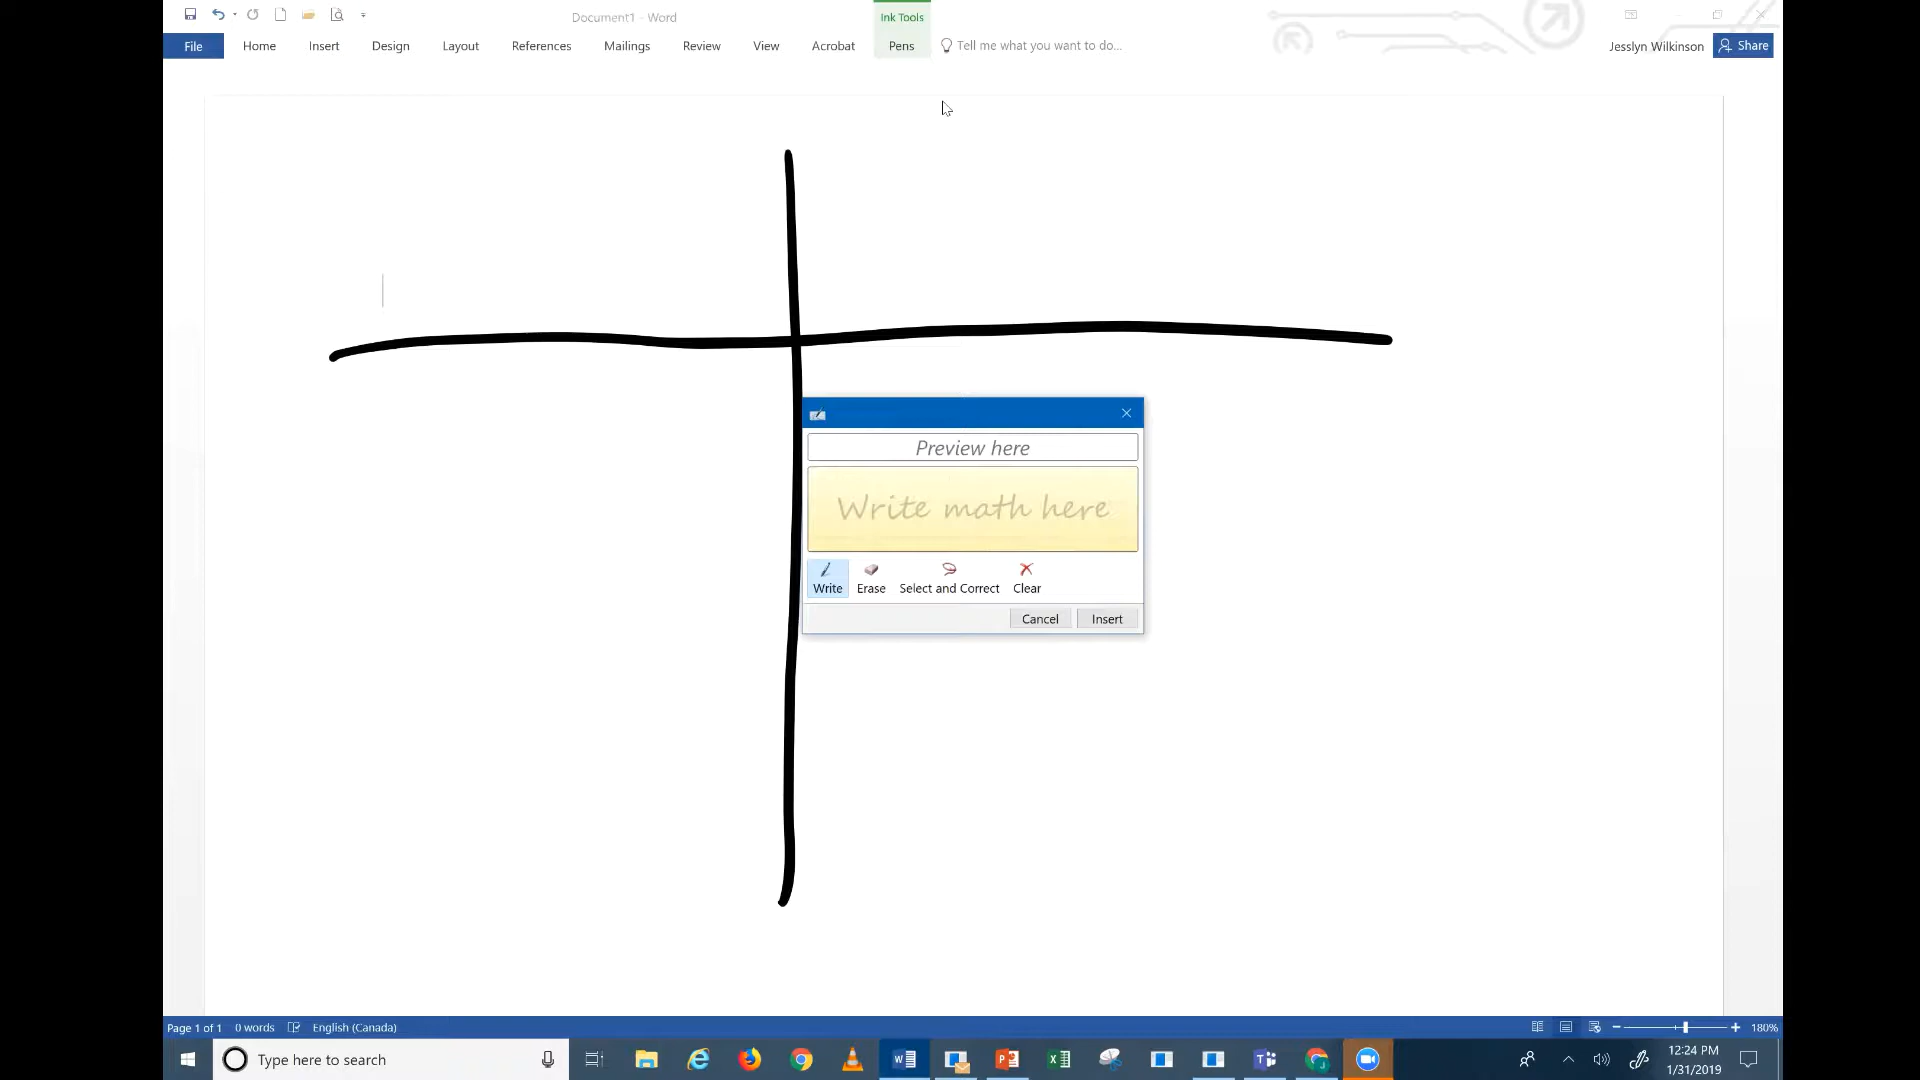 Document1 - Word
Ink Tools
File
Home
Insert
Design
Layout
References
Mailings
Review
View
Acrobat
Pens
Tell me what you want to do...
Jesslyn Wilkinson
Share
Preview here
Write math here
Write
Erase
Select and Correct
Clear
Cancel
Insert
Page 1 of 1
0 words
English (Canada)
180%
Type here to search
12:24 PM
1/31/2019